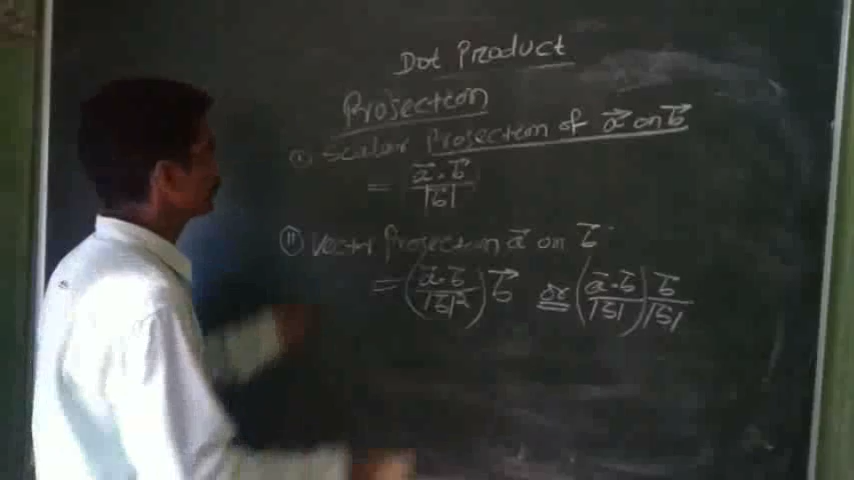 Dot Product
Projection
(i) Scalar Projection of a⃗ on b⃗
= a⃗ · b⃗ / |b⃗|
(ii) Vector Projection a⃗ on b⃗
= (a⃗ · b⃗ / |b⃗|²) b⃗ or (a⃗ · b⃗ / |b⃗|) b⃗ / |b⃗|